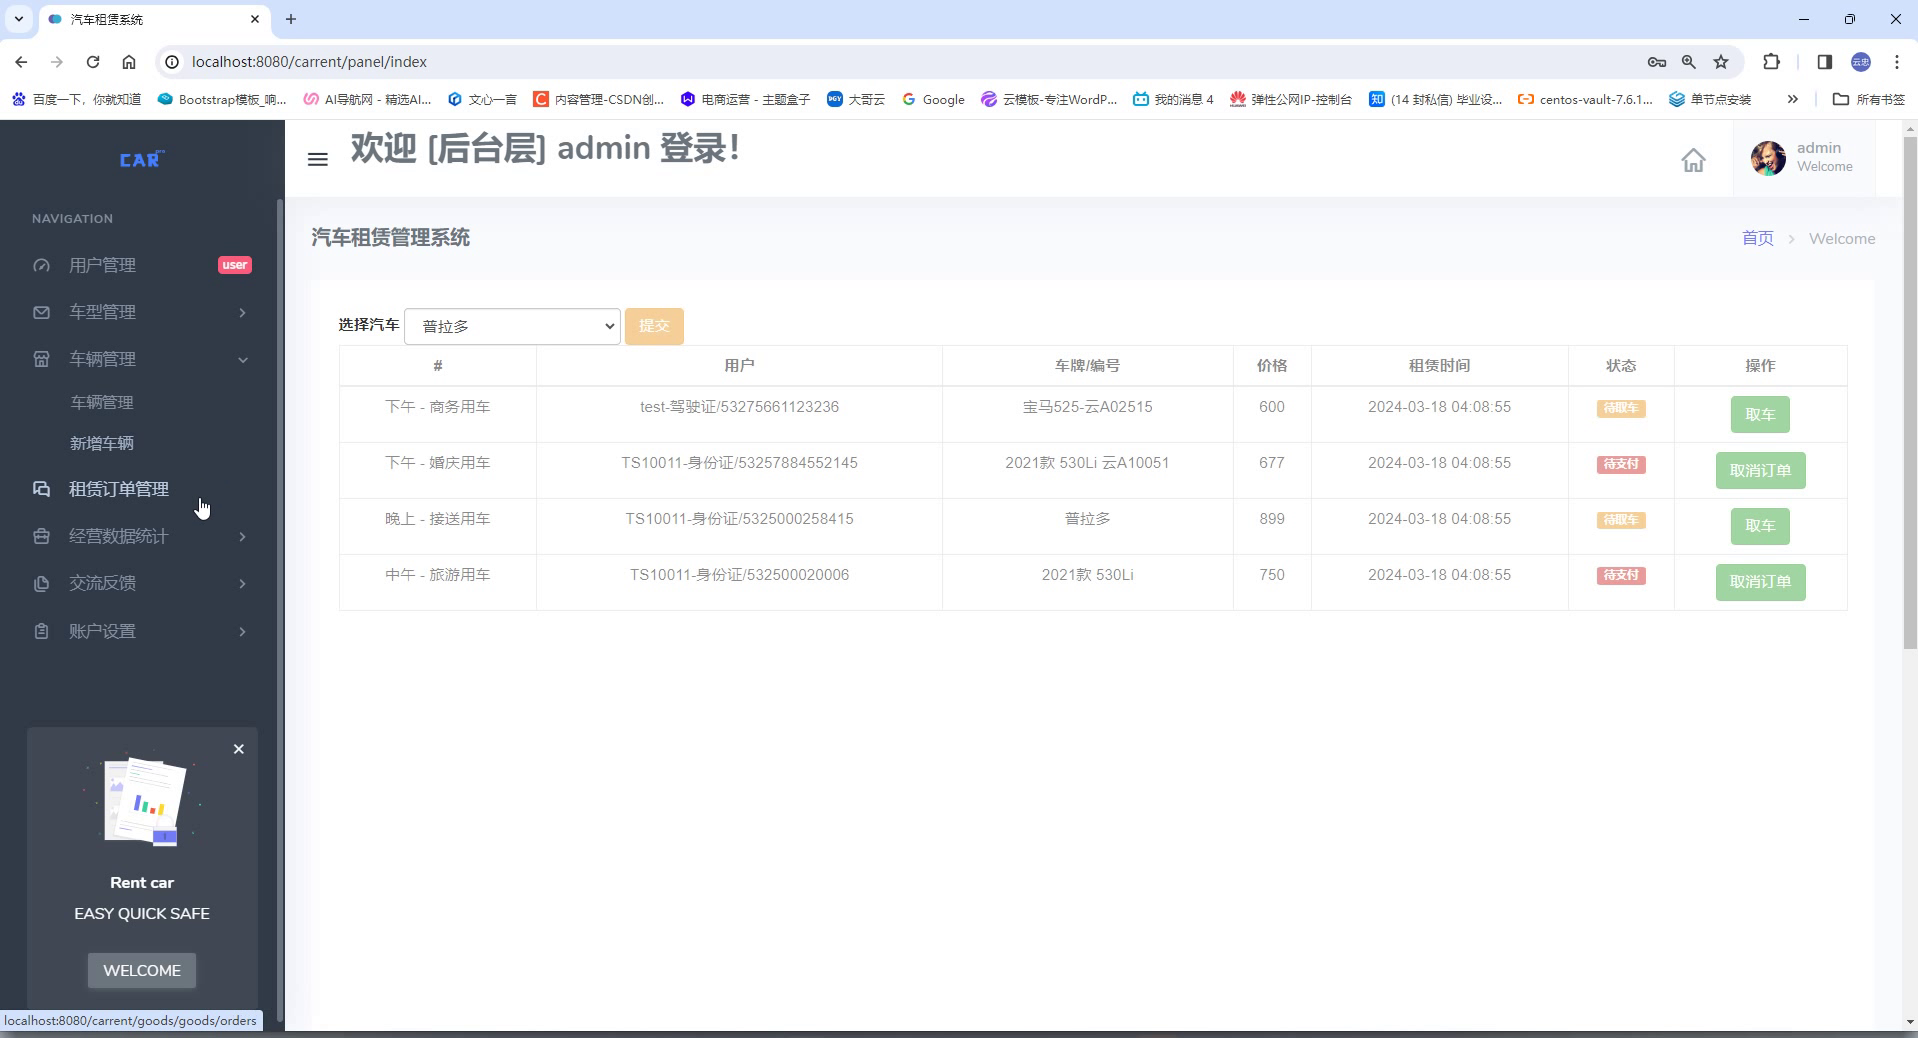 汽车租赁系统
localhost:8080/carrent/panel/index
百度一下，你就知道
Bootstrap模板_响...
AI导航网 - 精选AI...
文心一言
内容管理-CSDN创...
电商运营 - 主题盒子
大哥云
Google
云模板-专注WordP...
我的消息 4
弹性公网IP-控制台
(14 封私信) 毕业设...
centos-vault-7.6.1...
单节点安装
所有书签
云忠
CAR
欢迎 [后台层] admin 登录！
admin
Welcome
NAVIGATION
用户管理
user
车型管理
车辆管理
车辆管理
新增车辆
租赁订单管理
经营数据统计
交流反馈
账户设置
Rent car
EASY QUICK SAFE
WELCOME
localhost:8080/carrent/goods/goods/orders
汽车租赁管理系统
首页 > Welcome
选择汽车 普拉多 提交
# 用户 车牌/编号 价格 租赁时间 状态 操作
下午 - 商务用车 test-驾驶证/53275661123236 宝马525-云A02515 600 2024-03-18 04:08:55 待取车 取车
下午 - 婚庆用车 TS10011-身份证/53257884552145 2021款 530Li 云A10051 677 2024-03-18 04:08:55 待支付 取消订单
晚上 - 接送用车 TS10011-身份证/5325000258415 普拉多 899 2024-03-18 04:08:55 待取车 取车
中午 - 旅游用车 TS10011-身份证/532500020006 2021款 530Li 750 2024-03-18 04:08:55 待支付 取消订单